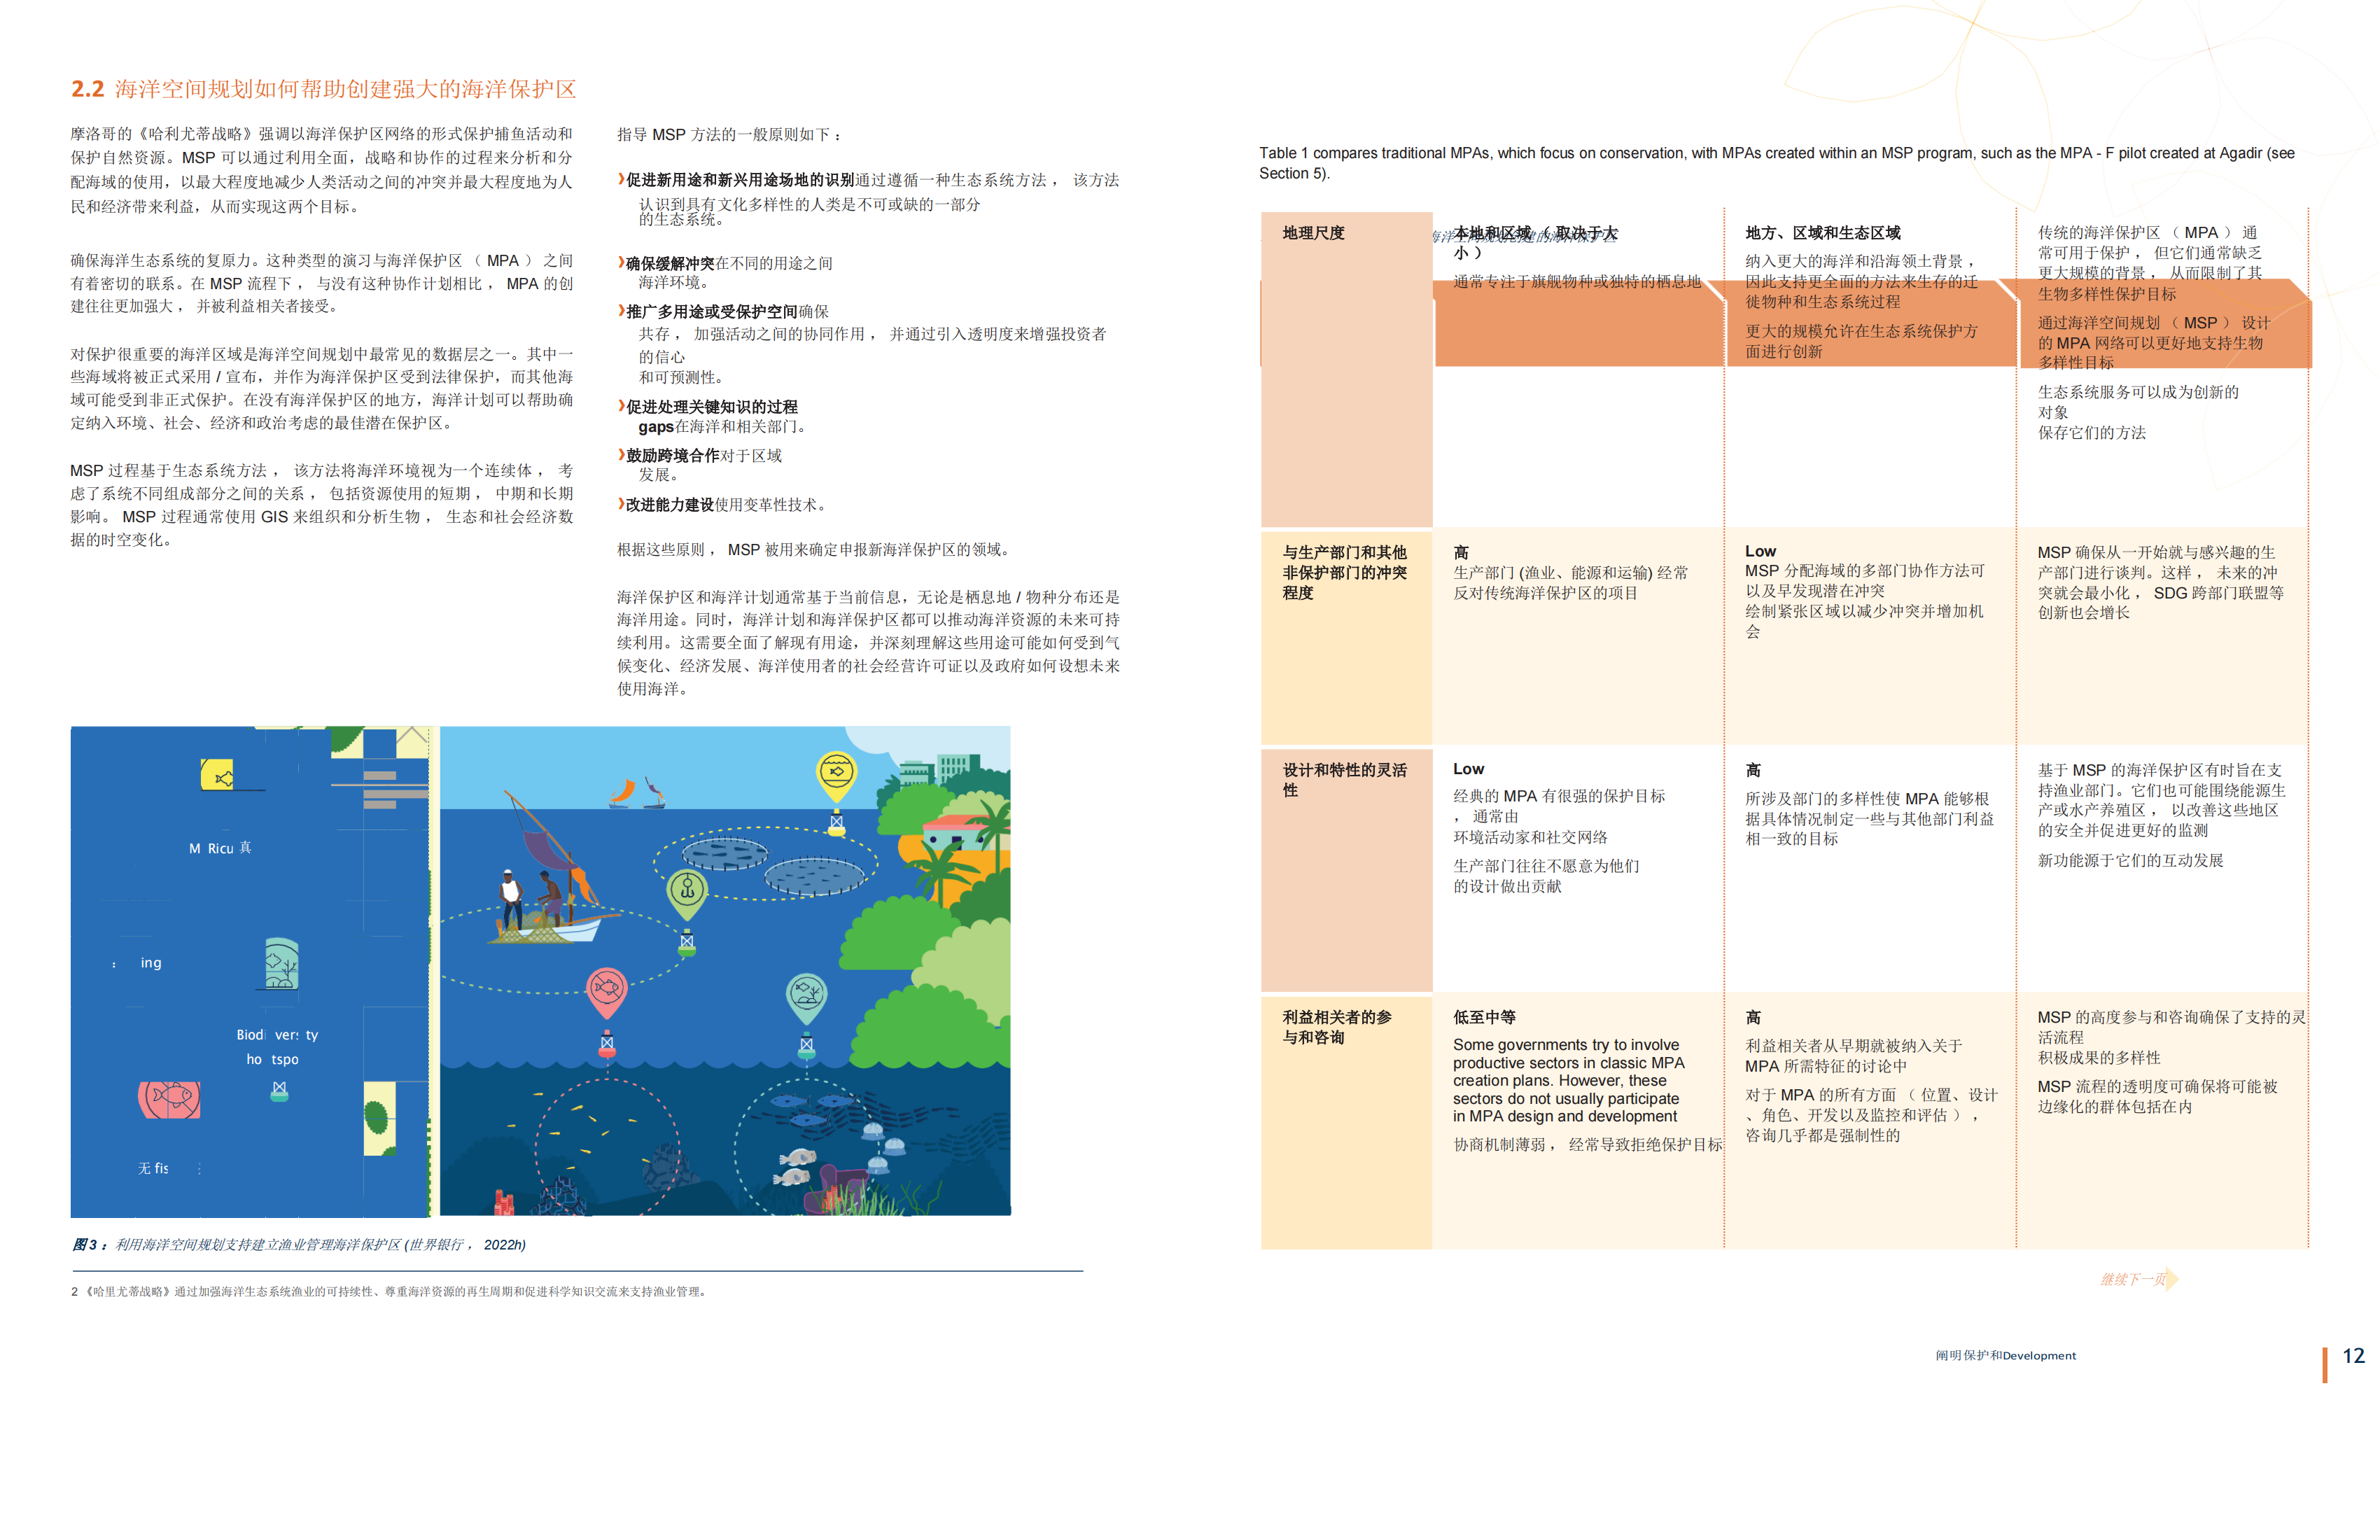 2.2 海洋空间规划如何帮助创建强大的海洋保护区
摩洛哥的《哈利尤蒂战略》强调以海洋保护区网络的形式保护捕鱼活动和
保护自然资源。MSP 可以通过利用全面，战略和协作的过程来分析和分
配海域的使用，以最大程度地减少人类活动之间的冲突并最大程度地为人
民和经济带来利益，从而实现这两个目标。
确保海洋生态系统的复原力。这种类型的演习与海洋保护区 （ MPA ） 之间
有着密切的联系。在 MSP 流程下， 与没有这种协作计划相比， MPA 的创
建往往更加强大， 并被利益相关者接受。
对保护很重要的海洋区域是海洋空间规划中最常见的数据层之一。其中一
些海域将被正式采用 / 宣布，并作为海洋保护区受到法律保护，而其他海
域可能受到非正式保护。在没有海洋保护区的地方，海洋计划可以帮助确
定纳入环境、社会、经济和政治考虑的最佳潜在保护区。
MSP 过程基于生态系统方法， 该方法将海洋环境视为一个连续体， 考
虑了系统不同组成部分之间的关系， 包括资源使用的短期， 中期和长期
影响。 MSP 过程通常使用 GIS 来组织和分析生物， 生态和社会经济数
据的时空变化。
指导 MSP 方法的一般原则如下：
❯促进新用途和新兴用途场地的识别通过遵循一种生态系统方法， 该方法
认识到具有文化多样性的人类是不可或缺的一部分
的生态系统。
❯确保缓解冲突在不同的用途之间
海洋环境。
❯推广多用途或受保护空间确保
共存， 加强活动之间的协同作用， 并通过引入透明度来增强投资者
的信心
和可预测性。
❯促进处理关键知识的过程
gaps在海洋和相关部门。
❯鼓励跨境合作对于区域
发展。
❯改进能力建设使用变革性技术。
根据这些原则， MSP 被用来确定申报新海洋保护区的领域。
海洋保护区和海洋计划通常基于当前信息，无论是栖息地 / 物种分布还是
海洋用途。同时，海洋计划和海洋保护区都可以推动海洋资源的未来可持
续利用。这需要全面了解现有用途，并深刻理解这些用途可能如何受到气
候变化、经济发展、海洋使用者的社会经营许可证以及政府如何设想未来
使用海洋。
M Ricu 真
: ing
Biodi versi ty
ho tspo
无 fis
图 3： 利用海洋空间规划支持建立渔业管理海洋保护区 (世界银行， 2022h)
2 《哈里尤蒂战略》通过加强海洋生态系统渔业的可持续性、尊重海洋资源的再生周期和促进科学知识交流来支持渔业管理。
Table 1 compares traditional MPAs, which focus on conservation, with MPAs created within an MSP program, such as the MPA - F pilot created at Agadir (see
Section 5).
地理尺度
本地和区域 （ 取决于大
小 ）
通常专注于旗舰物种或独特的栖息地
地方、区域和生态区域
纳入更大的海洋和沿海领土背景，
因此支持更全面的方法来生存的迁
徙物种和生态系统过程
更大的规模允许在生态系统保护方
面进行创新
传统的海洋保护区 （ MPA ） 通
常可用于保护， 但它们通常缺乏
更大规模的背景， 从而限制了其
生物多样性保护目标
通过海洋空间规划 （ MSP ） 设计
的 MPA 网络可以更好地支持生物
多样性目标
生态系统服务可以成为创新的
对象
保存它们的方法
与生产部门和其他
非保护部门的冲突
程度
高
生产部门 (渔业、能源和运输) 经常
反对传统海洋保护区的项目
Low
MSP 分配海域的多部门协作方法可
以及早发现潜在冲突
绘制紧张区域以减少冲突并增加机
会
MSP 确保从一开始就与感兴趣的生
产部门进行谈判。这样， 未来的冲
突就会最小化， SDG 跨部门联盟等
创新也会增长
设计和特性的灵活
性
Low
经典的 MPA 有很强的保护目标
， 通常由
环境活动家和社交网络
生产部门往往不愿意为他们
的设计做出贡献
高
所涉及部门的多样性使 MPA 能够根
据具体情况制定一些与其他部门利益
相一致的目标
基于 MSP 的海洋保护区有时旨在支
持渔业部门。它们也可能围绕能源生
产或水产养殖区， 以改善这些地区
的安全并促进更好的监测
新功能源于它们的互动发展
利益相关者的参
与和咨询
低至中等
Some governments try to involve
productive sectors in classic MPA
creation plans. However, these
sectors do not usually participate
in MPA design and development
协商机制薄弱， 经常导致拒绝保护目标
高
利益相关者从早期就被纳入关于
MPA 所需特征的讨论中
对于 MPA 的所有方面 （ 位置、设计
、角色、开发以及监控和评估 ），
咨询几乎都是强制性的
MSP 的高度参与和咨询确保了支持的灵
活流程
积极成果的多样性
MSP 流程的透明度可确保将可能被
边缘化的群体包括在内
继续下一页
阐明保护和Development
12